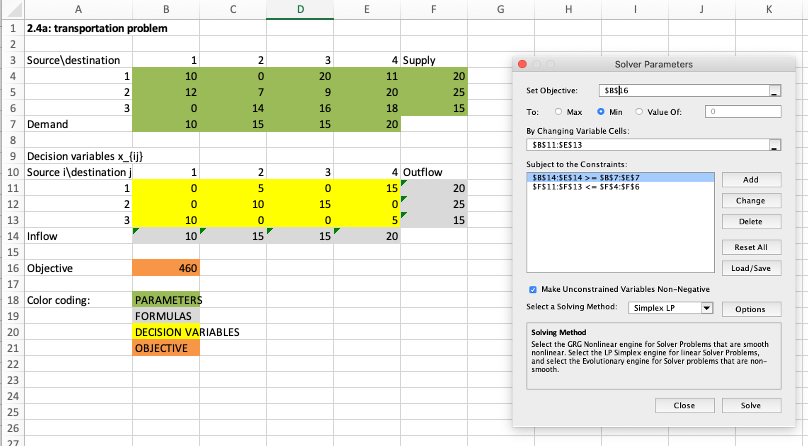 A B C D E F G H I J K
1 2.4a: transportation problem
2
3 Source\destination 1 2 3 4 Supply
4 1 10 0 20 11 20
5 2 12 7 9 20 25
6 3 0 14 16 18 15
7 Demand 10 15 15 20
8
9 Decision variables x_{ij}
10 Source i\destination j 1 2 3 4 Outflow
11 1 0 5 0 15 20
12 2 0 10 15 0 25
13 3 10 0 0 5 15
14 Inflow 10 15 15 20
15
16 Objective 460
17
18 Color coding: PARAMETERS
19 FORMULAS
20 DECISION VARIABLES
21 OBJECTIVE
22
23
24
25
26
27
Solver Parameters
Set Objective: $B$16
To: Max Min Value Of: 0
By Changing Variable Cells:
$B$11:$E$13
Subject to the Constraints:
$B$14:$E$14 >= $B$7:$E$7
$F$11:$F$13 <= $F$4:$F$6
Add
Change
Delete
Reset All
Load/Save
Make Unconstrained Variables Non-Negative
Select a Solving Method: Simplex LP Options
Solving Method
Select the GRG Nonlinear engine for Solver Problems that are smooth
nonlinear. Select the LP Simplex engine for linear Solver Problems,
and select the Evolutionary engine for Solver problems that are non-
smooth.
Close Solve